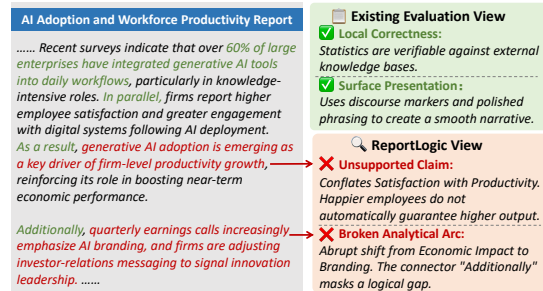 AI Adoption and Workforce Productivity Report
...... Recent surveys indicate that over 60% of large
enterprises have integrated generative AI tools
into daily workflows, particularly in knowledge-
intensive roles. In parallel, firms report higher
employee satisfaction and greater engagement
with digital systems following AI deployment.
As a result, generative AI adoption is emerging as
a key driver of firm-level productivity growth,
reinforcing its role in boosting near-term
economic performance.
Additionally, quarterly earnings calls increasingly
emphasize AI branding, and firms are adjusting
investor-relations messaging to signal innovation
leadership. ......
Existing Evaluation View
Local Correctness:
Statistics are verifiable against external
knowledge bases.
Surface Presentation:
Uses discourse markers and polished
phrasing to create a smooth narrative.
ReportLogic View
Unsupported Claim:
Conflates Satisfaction with Productivity.
Happier employees do not
automatically guarantee higher output.
Broken Analytical Arc:
Abrupt shift from Economic Impact to
Branding. The connector "Additionally"
masks a logical gap.